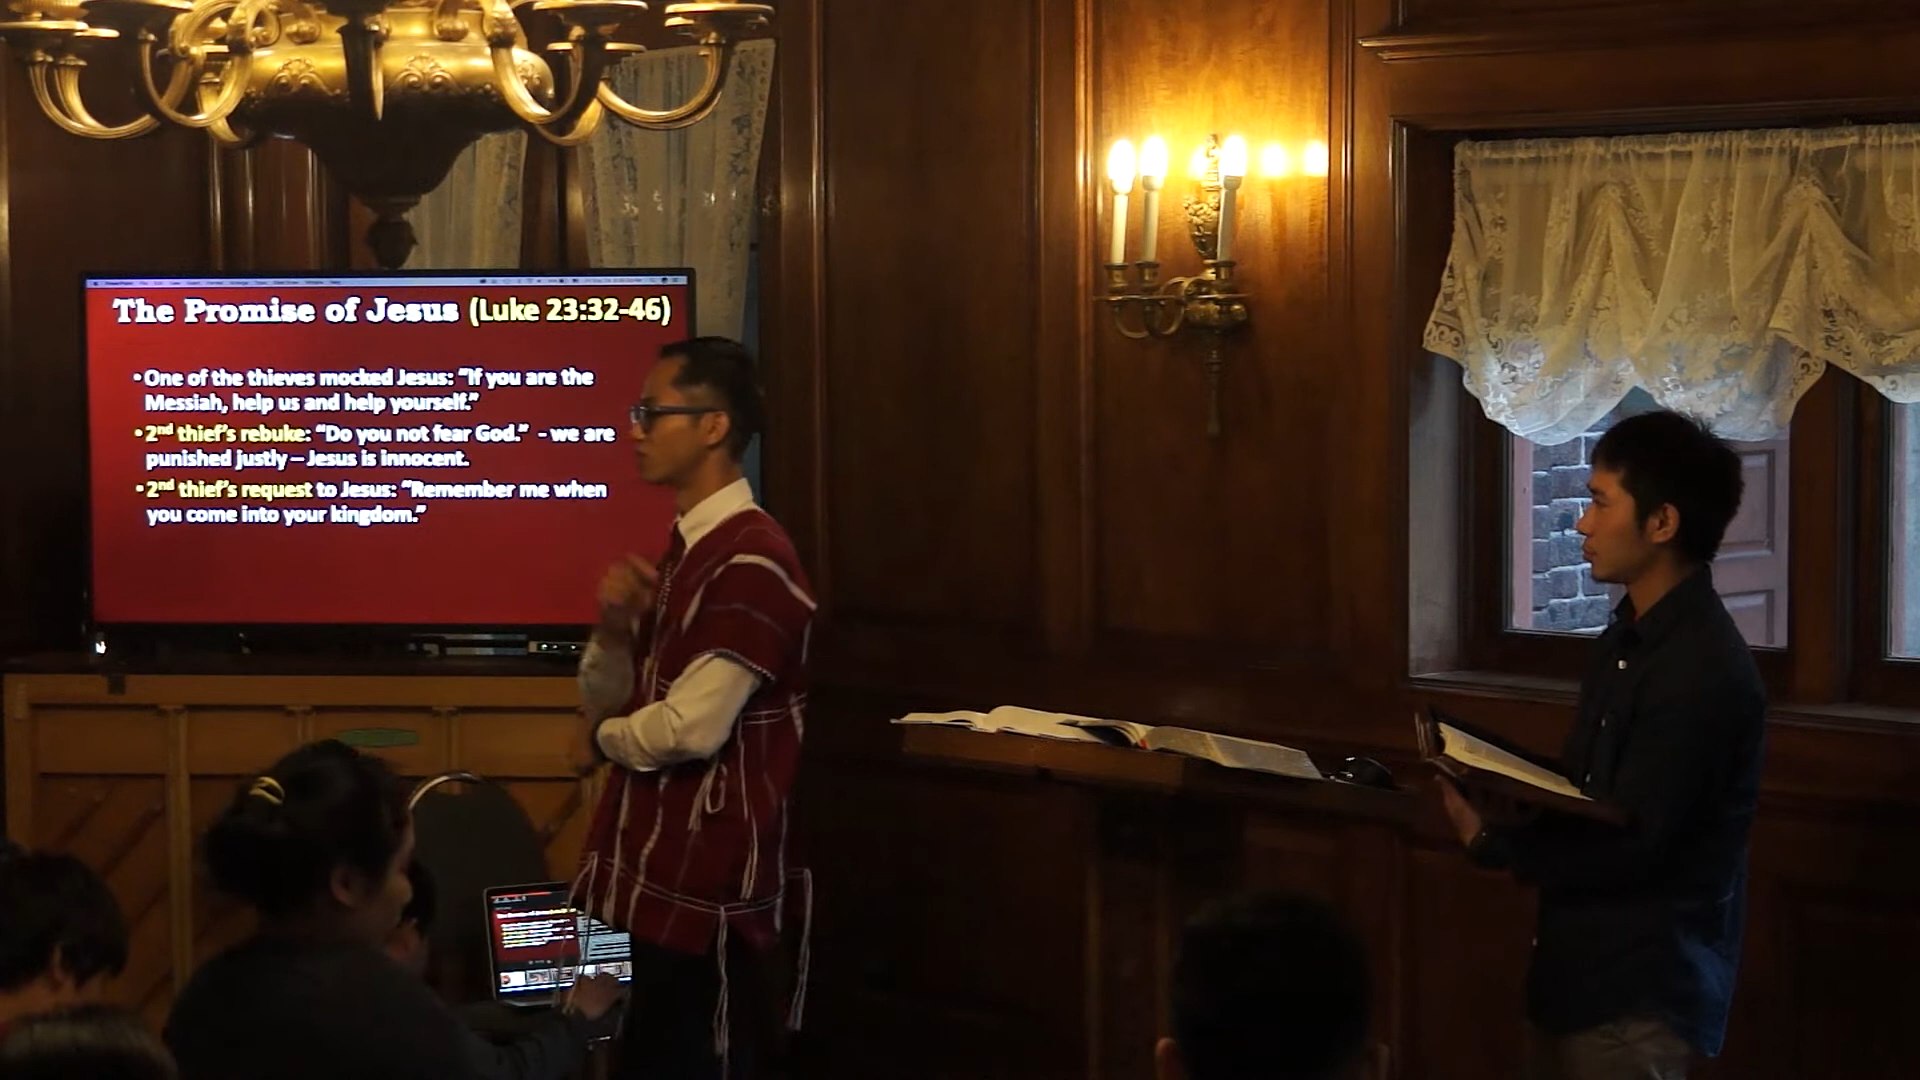 The Promise of Jesus (Luke 23:32-46)
•One of the thieves mocked Jesus: “If you are the
Messiah, help us and help yourself.”
•2nd thief’s rebuke: “Do you not fear God.” - we are
punished justly – Jesus is innocent.
•2nd thief’s request to Jesus: “Remember me when
you come into your kingdom.”